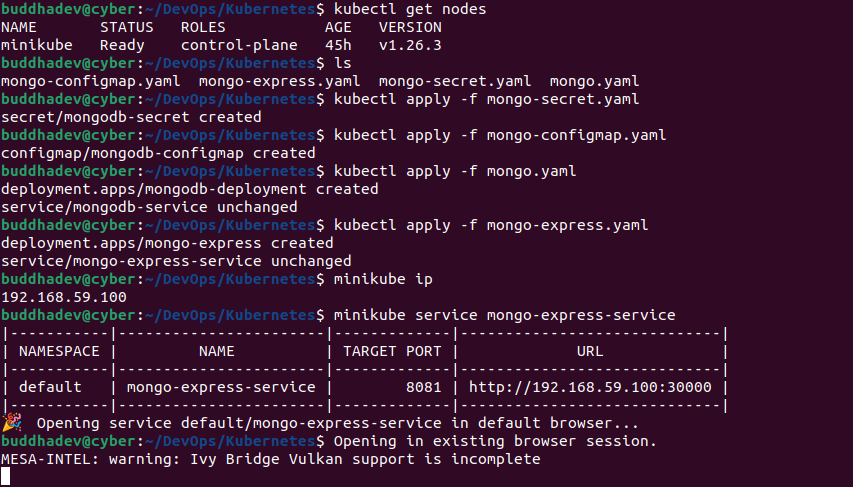 buddhadev@cyber:~/DevOps/Kubernetes$ kubectl get nodes
NAME       STATUS   ROLES           AGE   VERSION
minikube   Ready    control-plane   45h   v1.26.3
buddhadev@cyber:~/DevOps/Kubernetes$ ls
mongo-configmap.yaml  mongo-express.yaml  mongo-secret.yaml  mongo.yaml
buddhadev@cyber:~/DevOps/Kubernetes$ kubectl apply -f mongo-secret.yaml
secret/mongodb-secret created
buddhadev@cyber:~/DevOps/Kubernetes$ kubectl apply -f mongo-configmap.yaml
configmap/mongodb-configmap created
buddhadev@cyber:~/DevOps/Kubernetes$ kubectl apply -f mongo.yaml
deployment.apps/mongodb-deployment created
service/mongodb-service unchanged
buddhadev@cyber:~/DevOps/Kubernetes$ kubectl apply -f mongo-express.yaml
deployment.apps/mongo-express created
service/mongo-express-service unchanged
buddhadev@cyber:~/DevOps/Kubernetes$ minikube ip
192.168.59.100
buddhadev@cyber:~/DevOps/Kubernetes$ minikube service mongo-express-service
|-----------|-----------------------|-------------|-----------------------------|
| NAMESPACE |         NAME          | TARGET PORT |             URL             |
|-----------|-----------------------|-------------|-----------------------------|
| default   | mongo-express-service |        8081 | http://192.168.59.100:30000 |
|-----------|-----------------------|-------------|-----------------------------|
🎉  Opening service default/mongo-express-service in default browser...
buddhadev@cyber:~/DevOps/Kubernetes$ Opening in existing browser session.
MESA-INTEL: warning: Ivy Bridge Vulkan support is incomplete